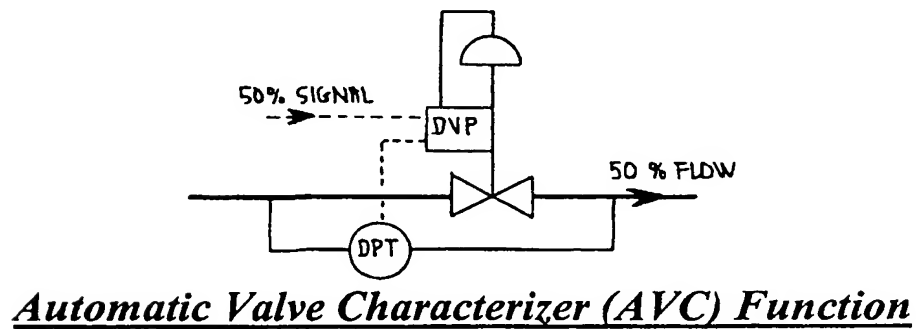 50% SIGNAL
DVP
50 % FLOW
DPT
Automatic Valve Characterizer (AVC) Function